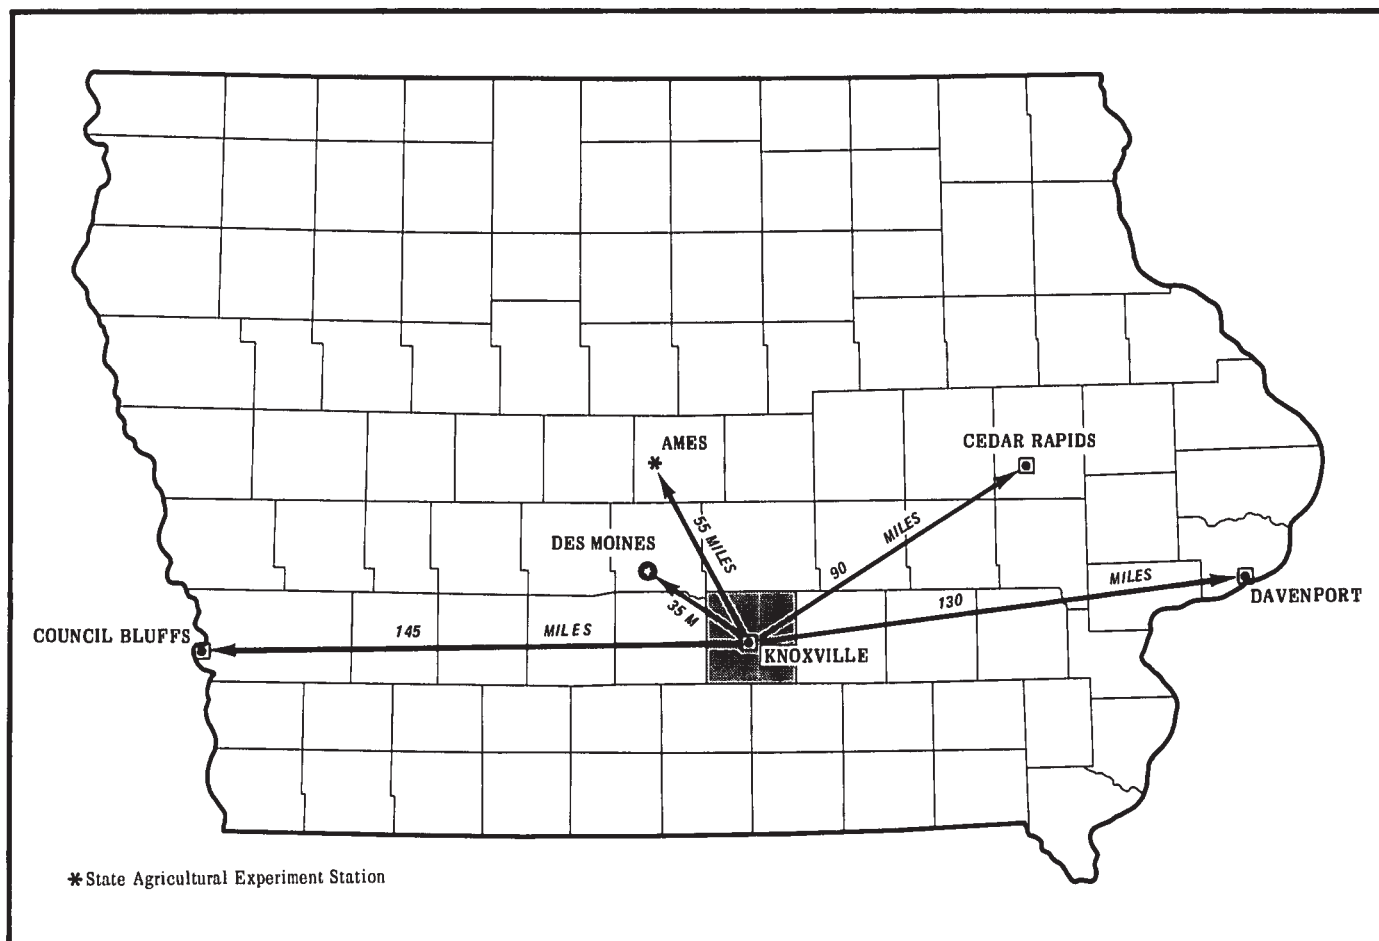 AMES
CEDAR RAPIDS
55 MILES
DES MOINES
90 MILES
35 M
130 MILES
DAVENPORT
COUNCIL BLUFFS
145 MILES
KNOXVILLE
*State Agricultural Experiment Station